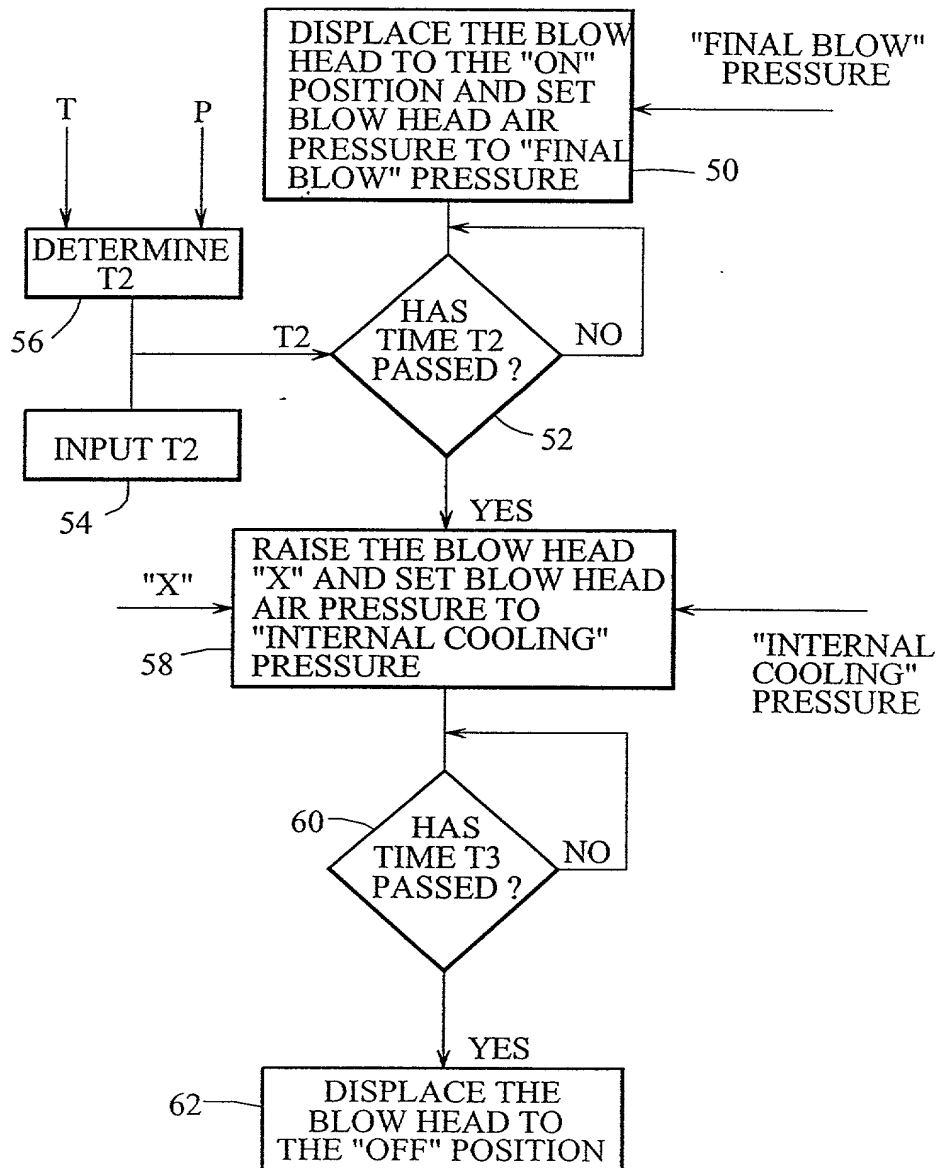 DISPLACE THE BLOW
HEAD TO THE "ON"
POSITION AND SET
BLOW HEAD AIR
PRESSURE TO "FINAL
BLOW" PRESSURE
"FINAL BLOW"
PRESSURE
50
T
P
DETERMINE
T2
56
T2
HAS
TIME T2
PASSED ?
NO
52
INPUT T2
54
YES
RAISE THE BLOW HEAD
"X" AND SET BLOW HEAD
AIR PRESSURE TO
"INTERNAL COOLING"
PRESSURE
"X"
58
"INTERNAL
COOLING"
PRESSURE
60
HAS
TIME T3
PASSED ?
NO
YES
62
DISPLACE THE
BLOW HEAD TO
THE "OFF" POSITION